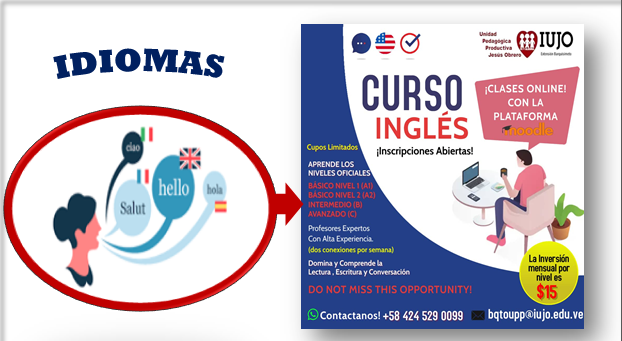 IDIOMAS
ciao
hello
Salut
hola
Unidad
Pedagógica
Productiva
Jesús Obrero
IUJO
Extensión Barquisimeto
CURSO
INGLÉS
¡Inscripciones Abiertas!
¡CLASES ONLINE!
CON LA
PLATAFORMA
moodle
Cupos Limitados
APRENDE LOS
NIVELES OFICIALES
BÁSICO NIVEL 1 (A1)
BÁSICO NIVEL 2 (A2)
INTERMEDIO (B)
AVANZADO (C)
Profesores Expertos
Con Alta Experiencia.
(dos conexiones por semana)
Domina y Comprende la
Lectura , Escritura y Conversación
DO NOT MISS THIS OPPORTUNITY!
La Inversión
mensual por
nivel es
$15
Contactanos! +58 424 529 0099
bqtoupp@iujo.edu.ve